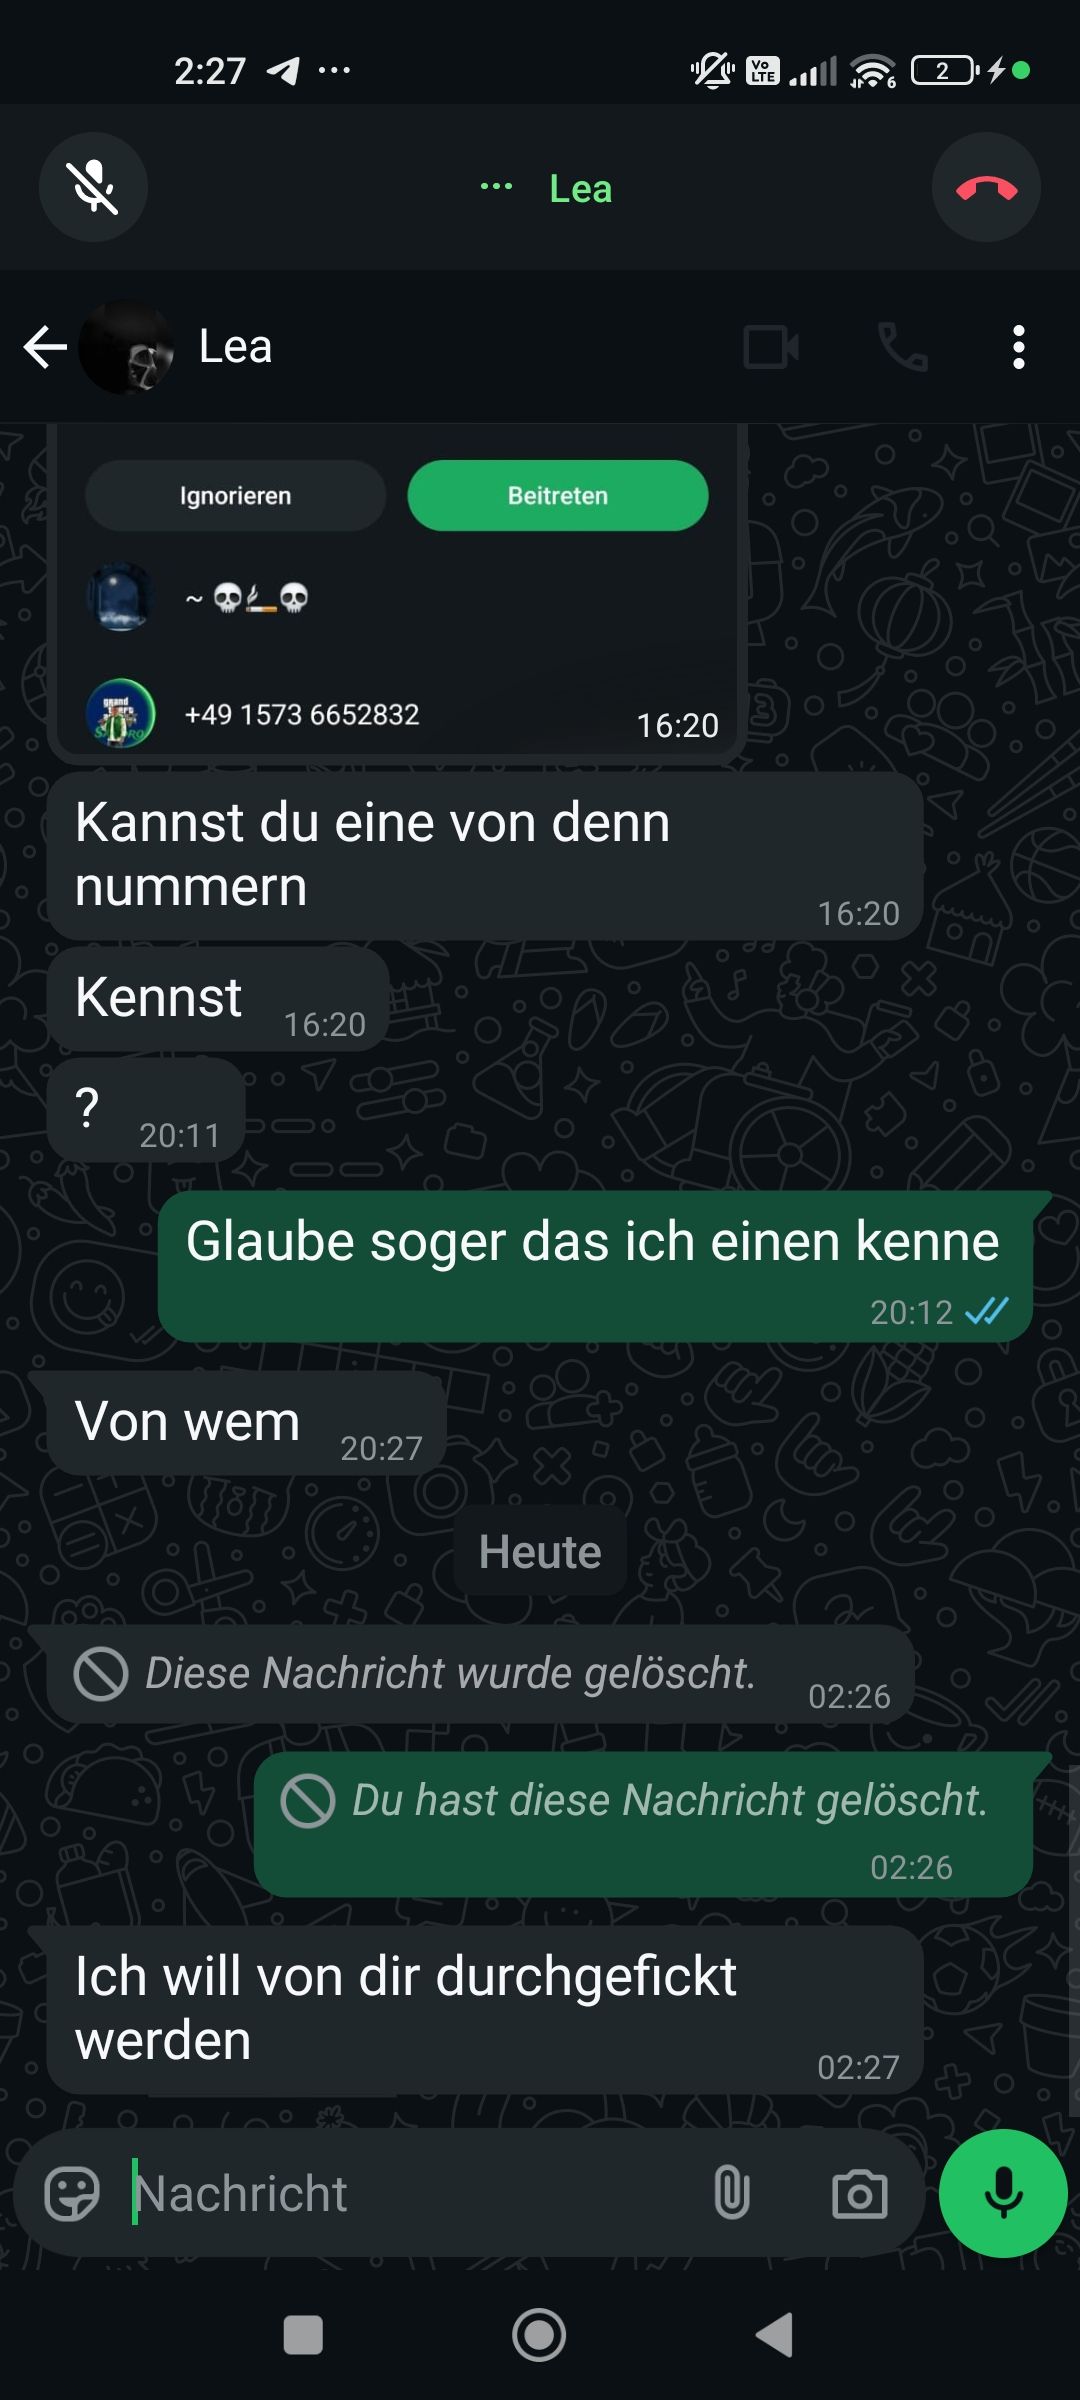 2:27
Vo LTE
6
2
Lea
Lea
Ignorieren
Beitreten
~ 💀🚬💀
grand
+49 1573 6652832
16:20
Kannst du eine von denn
nummern
16:20
Kennst
16:20
?
20:11
Glaube soger das ich einen kenne
20:12
Von wem
20:27
Heute
Diese Nachricht wurde gelöscht.
02:26
Du hast diese Nachricht gelöscht.
02:26
Ich will von dir durchgefickt
werden
02:27
Nachricht